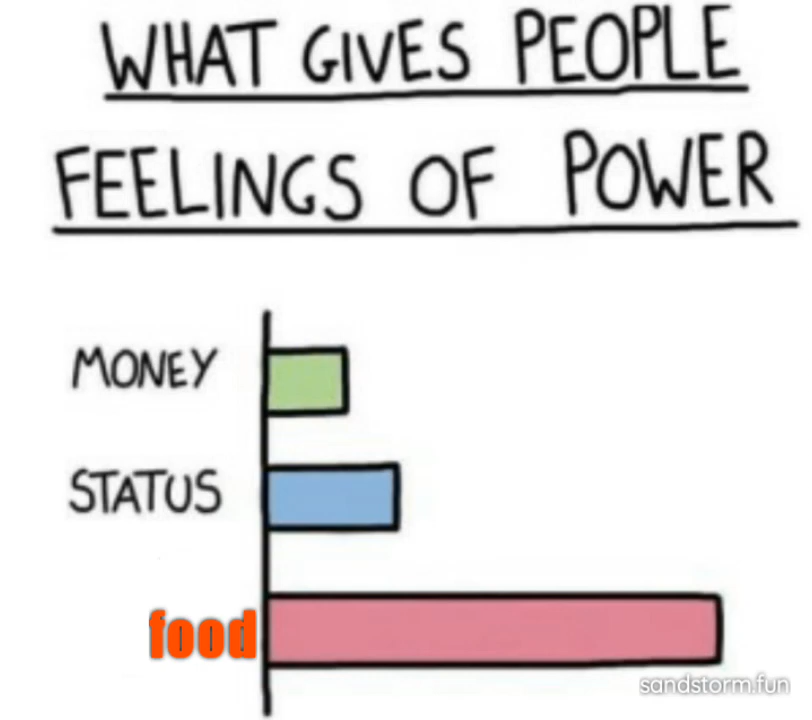 WHAT GIVES PEOPLE
FEELINGS OF POWER
MONEY
STATUS
food
sandstorm.fun